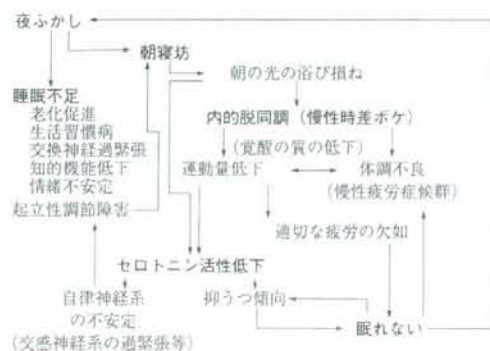 夜ふかし
朝寝坊
朝の光の浴び損ね
睡眠不足
老化促進
生活習慣病
交換神経過緊張
知的機能低下
情緒不安定
起立性調節障害
内的脱同調（慢性時差ボケ）
（覚醒の質の低下）
運動量低下
体調不良
（慢性疲労症候群）
適切な疲労の欠如
セロトニン活性低下
自律神経系
の不安定
（交感神経系の過緊張等）
抑うつ傾向
眠れない